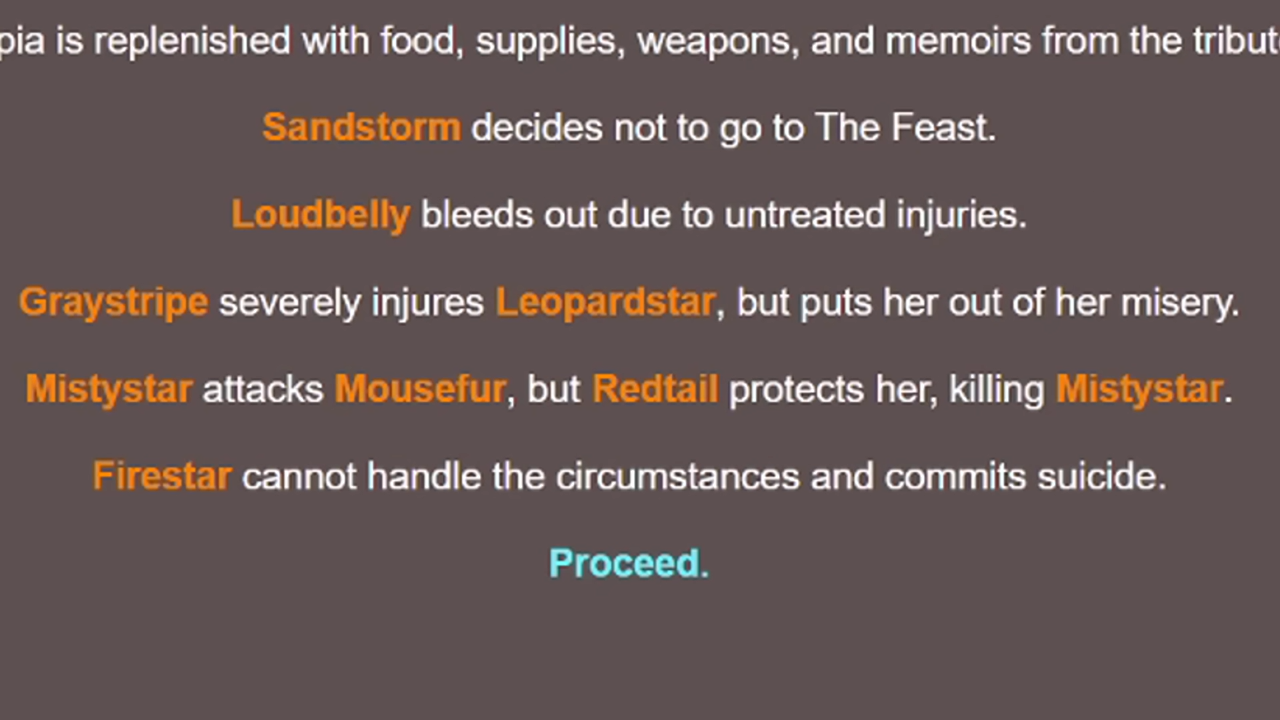 pia is replenished with food, supplies, weapons, and memoirs from the tribut
Sandstorm decides not to go to The Feast.
Loudbelly bleeds out due to untreated injuries.
Graystripe severely injures Leopardstar, but puts her out of her misery.
Mistystar attacks Mousefur, but Redtail protects her, killing Mistystar.
Firestar cannot handle the circumstances and commits suicide.
Proceed.